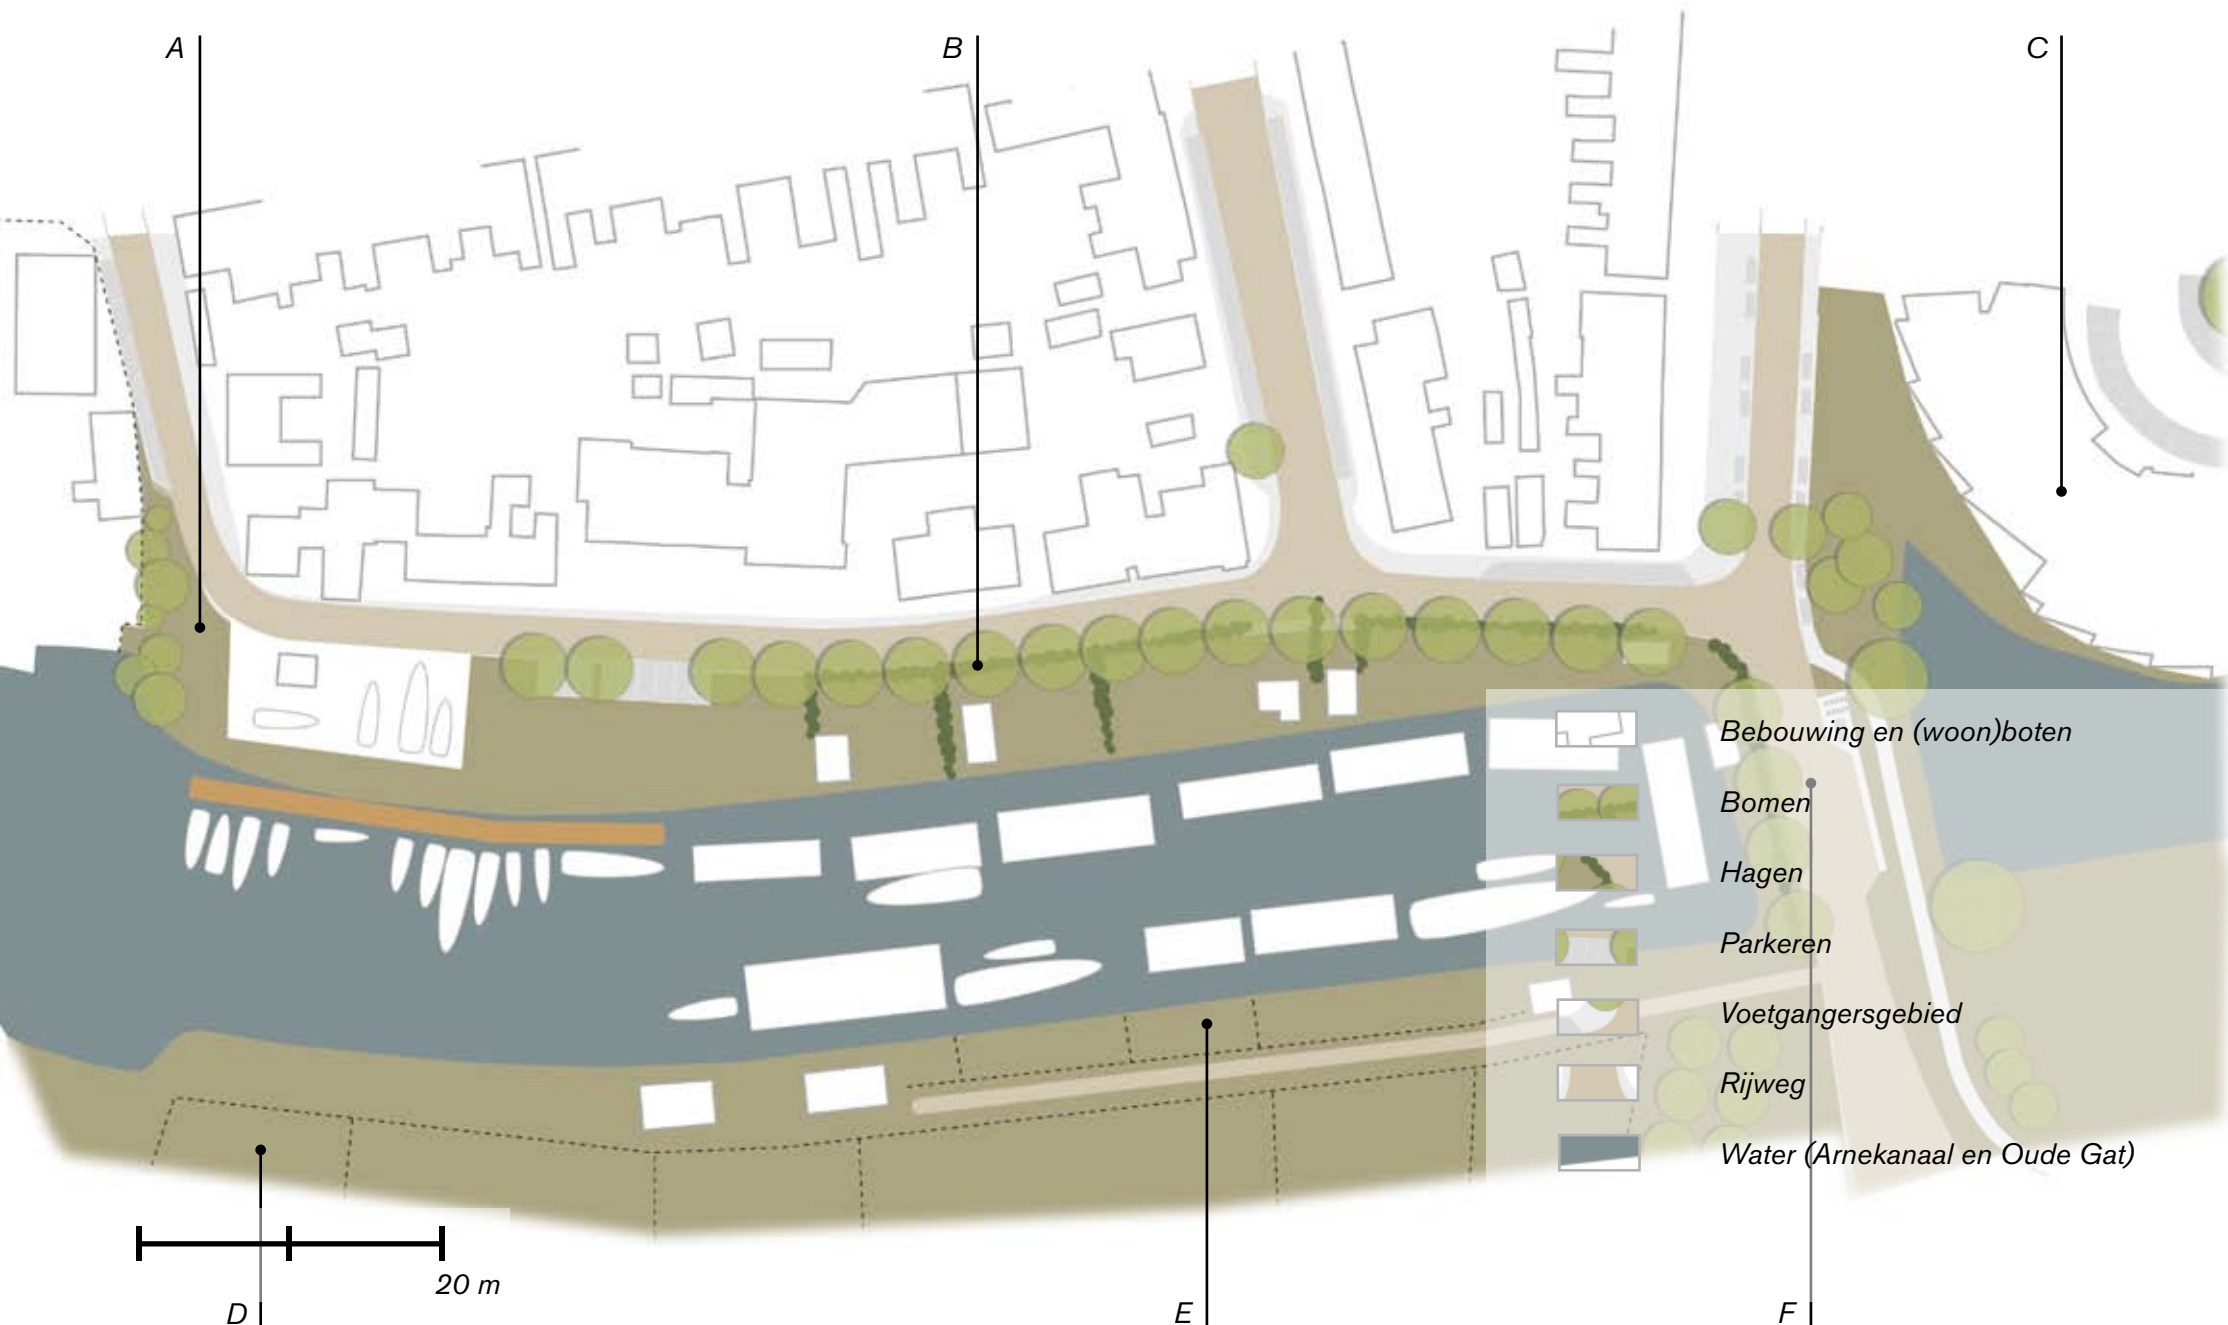 A
B
C
Bebouwing en (woon)boten
Bomen
Hagen
Parkeren
Voetgangersgebied
Rijweg
Water (Arnekanaal en Oude Gat)
20 m
D
E
F